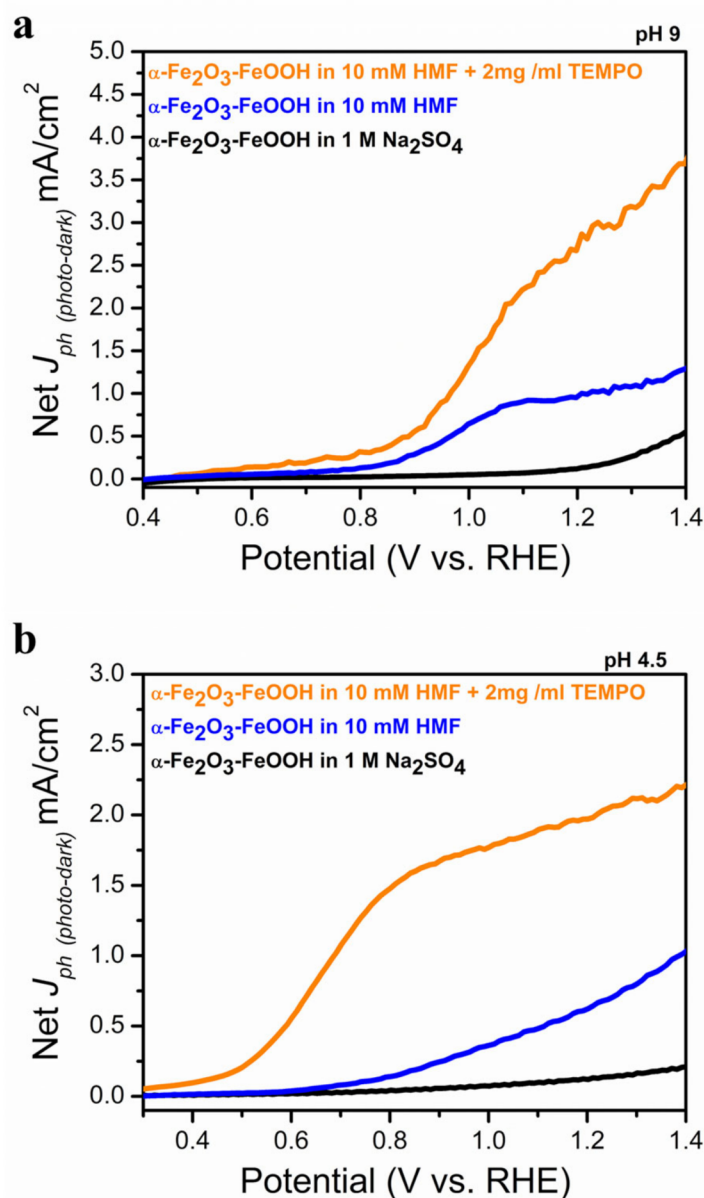 a
pH 9
α-Fe₂O₃-FeOOH in 10 mM HMF + 2mg /ml TEMPO
α-Fe₂O₃-FeOOH in 10 mM HMF
α-Fe₂O₃-FeOOH in 1 M Na₂SO₄
Net J ph (photo-dark) mA/cm²
5.0
4.5
4.0
3.5
3.0
2.5
2.0
1.5
1.0
0.5
0.0
0.4 0.6 0.8 1.0 1.2 1.4
Potential (V vs. RHE)
b
pH 4.5
α-Fe₂O₃-FeOOH in 10 mM HMF + 2mg /ml TEMPO
α-Fe₂O₃-FeOOH in 10 mM HMF
α-Fe₂O₃-FeOOH in 1 M Na₂SO₄
Net J ph (photo-dark) mA/cm²
3.0
2.5
2.0
1.5
1.0
0.5
0.0
0.4 0.6 0.8 1.0 1.2 1.4
Potential (V vs. RHE)